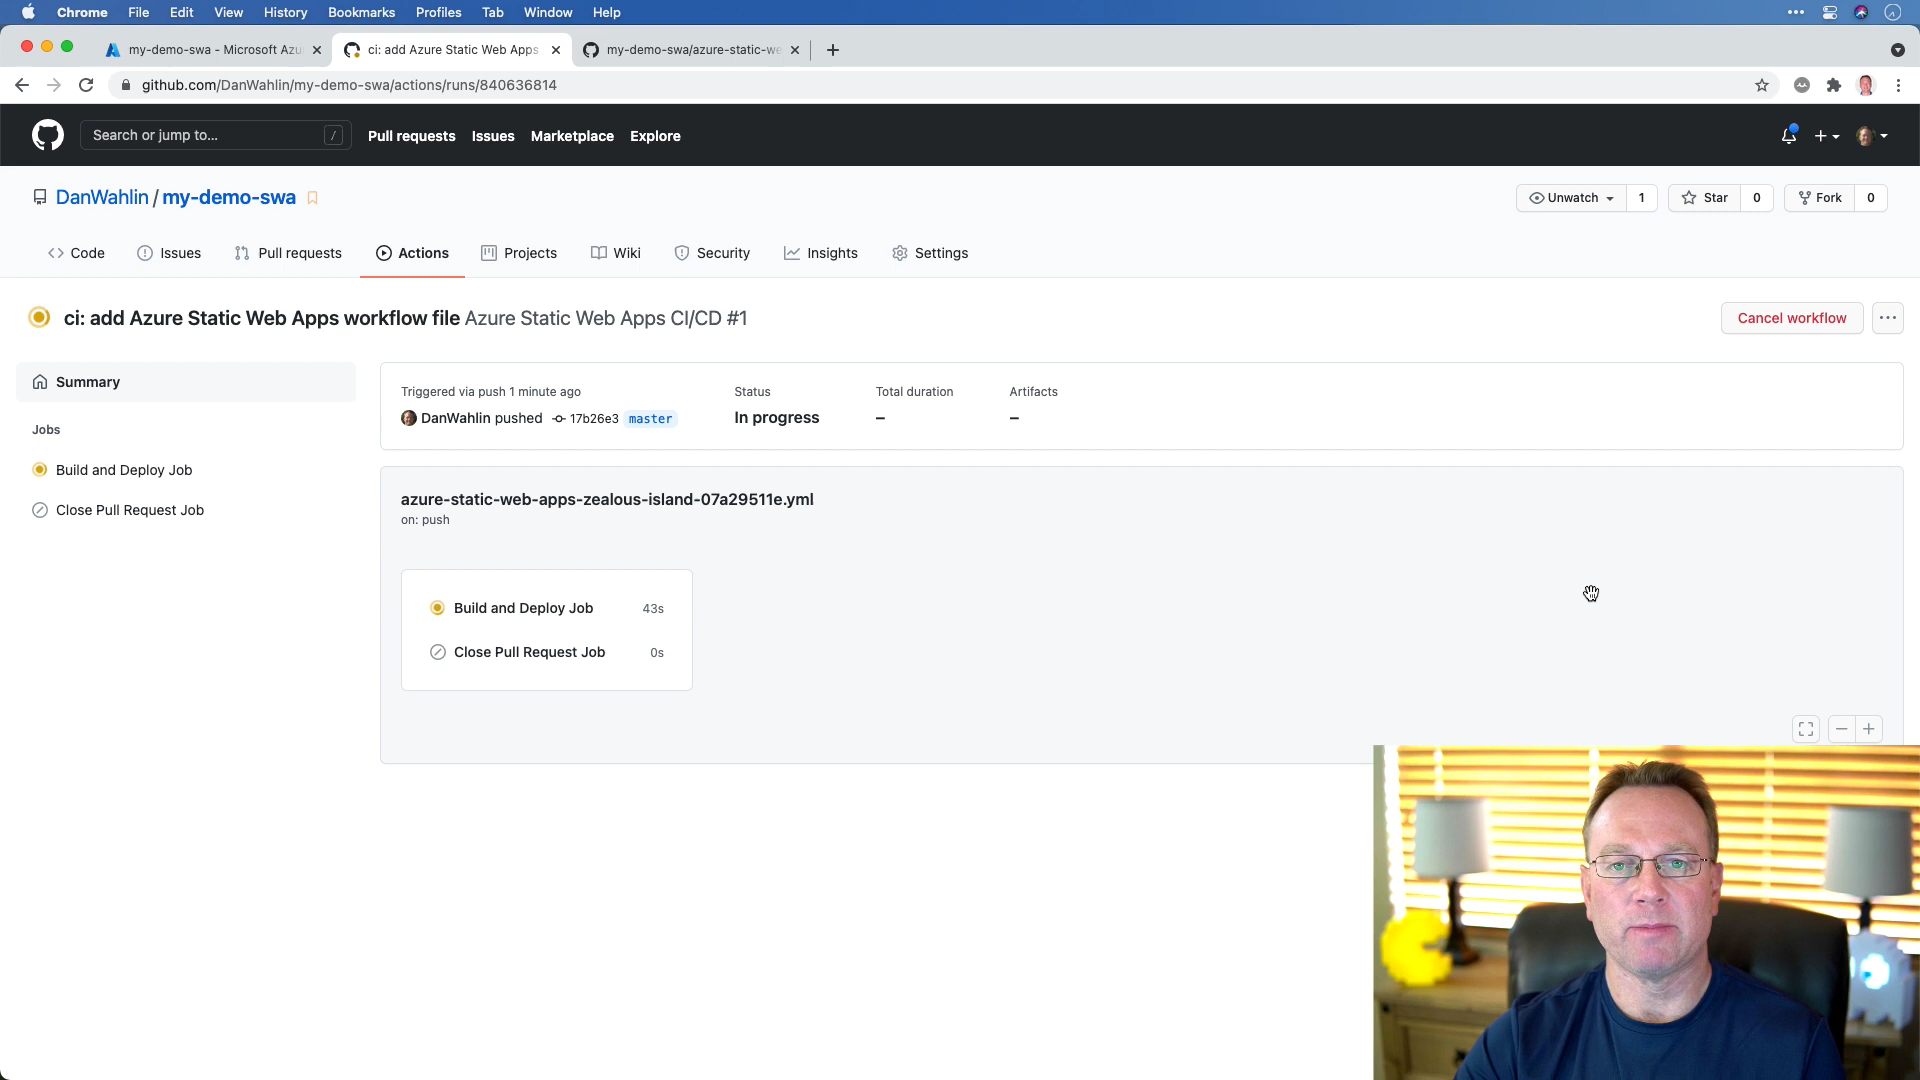 Chrome File Edit View History Bookmarks Profiles Tab Window Help
my-demo-swa - Microsoft Azu
ci: add Azure Static Web Apps
my-demo-swa/azure-static-we
github.com/DanWahlin/my-demo-swa/actions/runs/840636814
Search or jump to... /
Pull requests Issues Marketplace Explore
DanWahlin / my-demo-swa
Unwatch 1 Star 0 Fork 0
Code Issues Pull requests Actions Projects Wiki Security Insights Settings
ci: add Azure Static Web Apps workflow file Azure Static Web Apps CI/CD #1
Cancel workflow
Summary
Jobs
Build and Deploy Job
Close Pull Request Job
Triggered via push 1 minute ago
DanWahlin pushed 17b26e3 master
Status
In progress
Total duration
–
Artifacts
–
azure-static-web-apps-zealous-island-07a29511e.yml
on: push
Build and Deploy Job 43s
Close Pull Request Job 0s